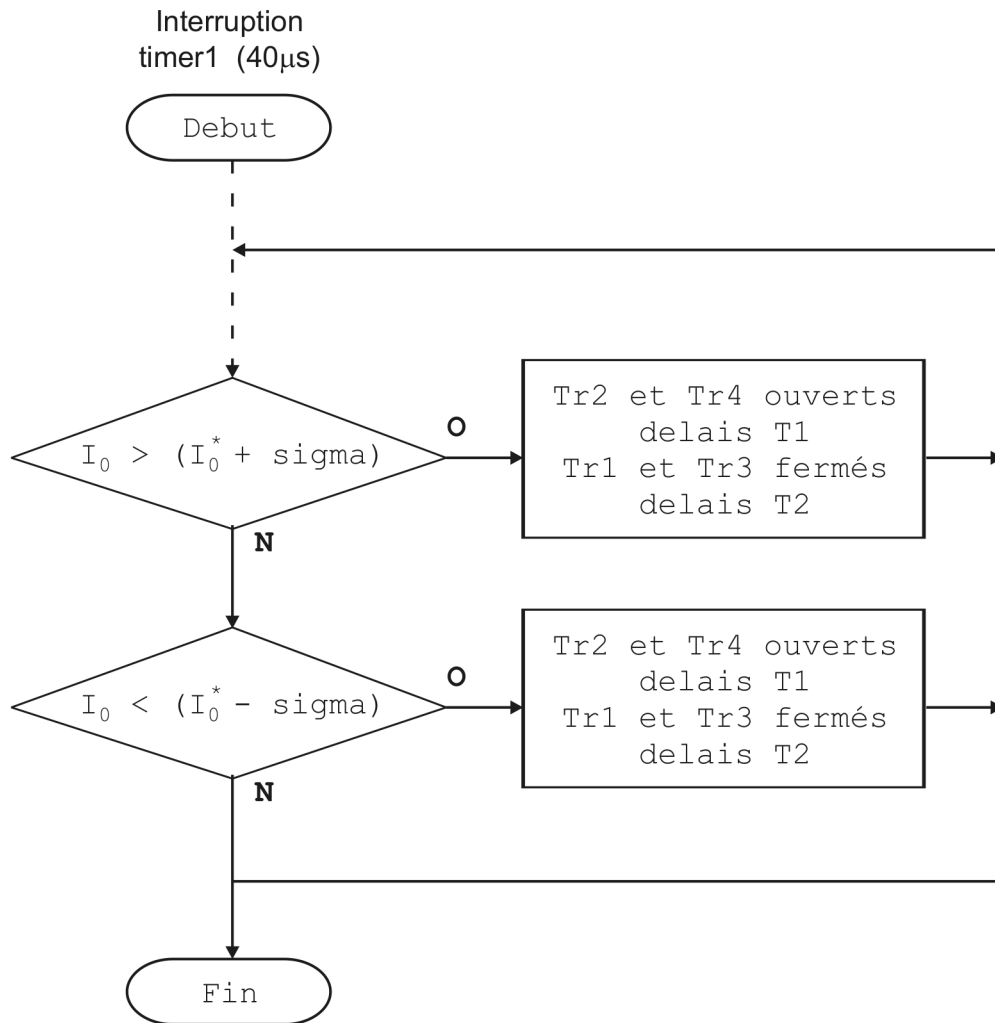 Interruption
timer1 (40μs)
Debut
I₀ > (I₀* + sigma)
O
Tr2 et Tr4 ouverts
delais T1
Tr1 et Tr3 fermés
delais T2
N
I₀ < (I₀* - sigma)
O
Tr2 et Tr4 ouverts
delais T1
Tr1 et Tr3 fermés
delais T2
N
Fin